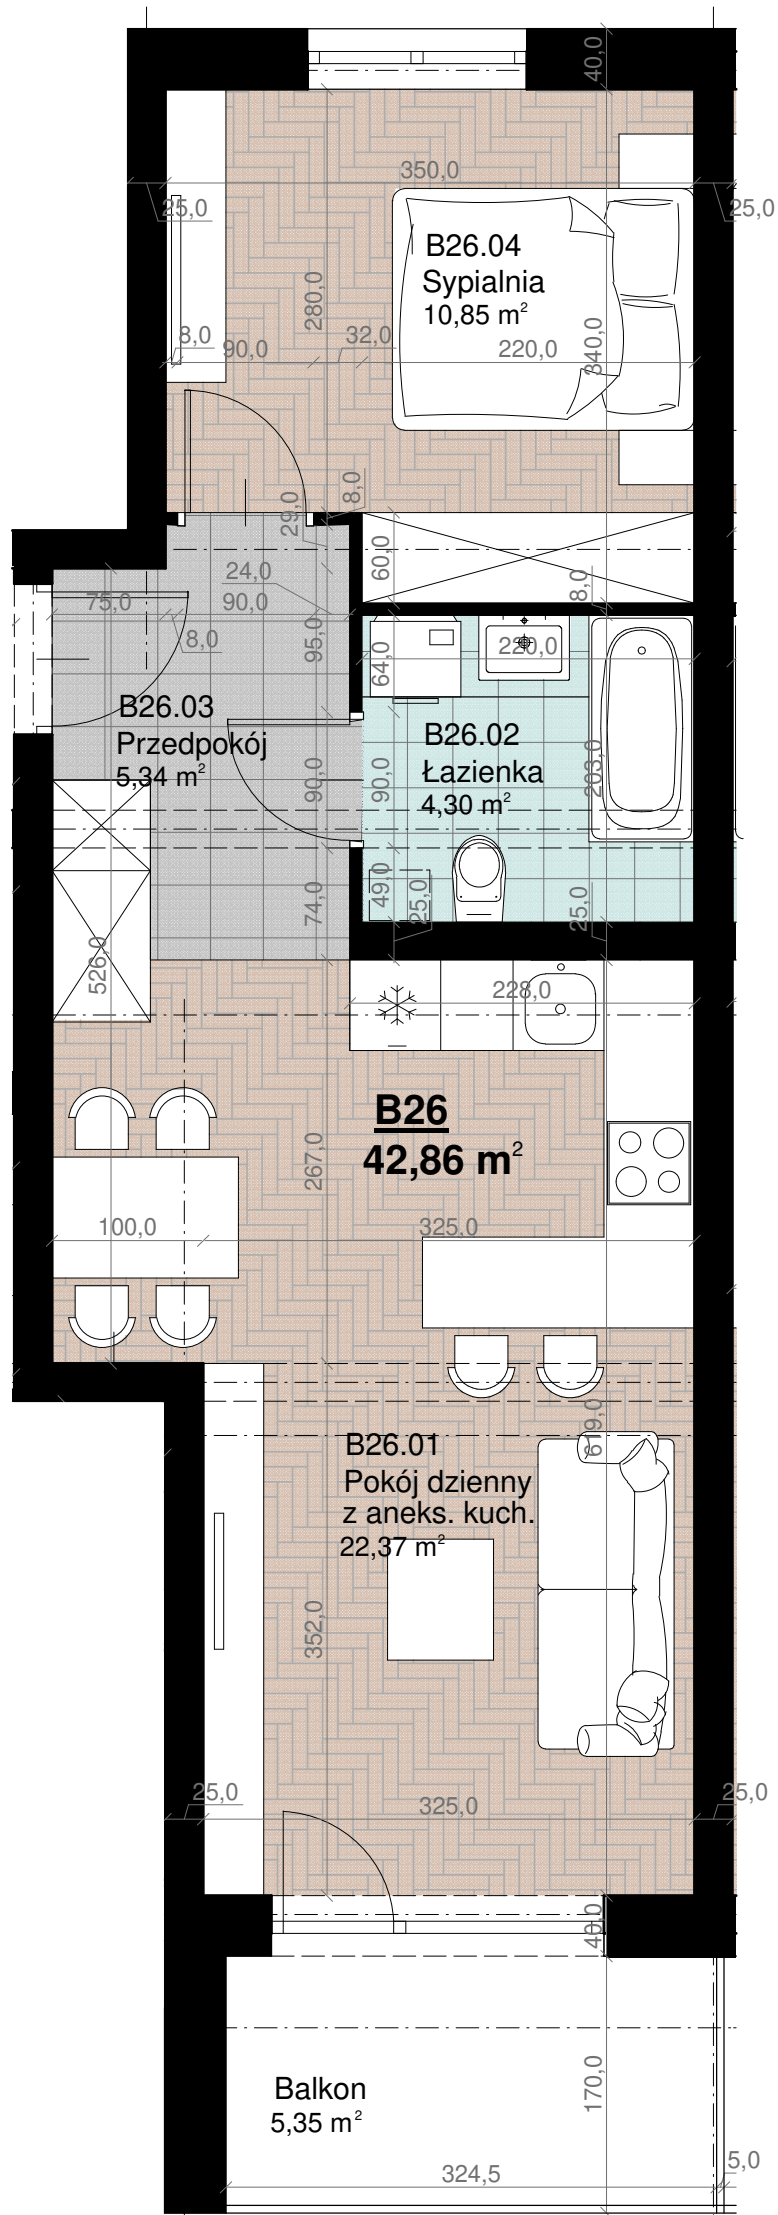 40,0
350,0
25,0
25,0
B26.04
Sypialnia
10,85 m²
280,0
340,0
8,0
90,0
32,0
220,0
29,0
8,0
60,0
8,0
24,0
75,0
90,0
8,0
95,0
64,0
220,0
B26.03
Przedpokój
5,34 m²
B26.02
Łazienka
4,30 m²
203,0
90,0
90,0
74,0
49,0
25,0
25,0
526,0
228,0
B26
42,86 m²
267,0
100,0
325,0
619,0
B26.01
Pokój dzienny
z aneks. kuch.
22,37 m²
352,0
25,0
325,0
25,0
40,0
Balkon
5,35 m²
170,0
324,5
5,0